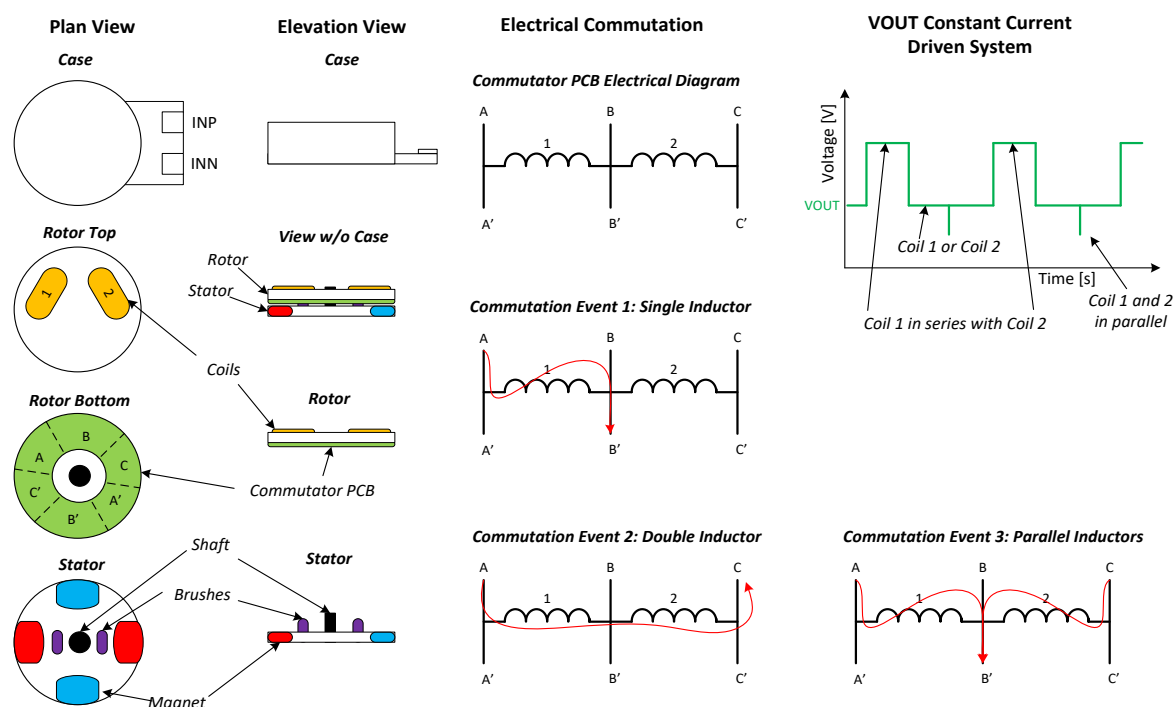 Plan View
Case
INP
INN
Rotor Top
1
2
Coils
Rotor Bottom
B
A
C
C’
A’
B’
Commutator PCB
Stator
Shaft
Brushes
Magnet
Elevation View
Case
View w/o Case
Rotor
Stator
Rotor
Stator
Electrical Commutation
Commutator PCB Electrical Diagram
A
B
C
1
2
A’
B’
C’
Commutation Event 1: Single Inductor
A
B
C
1
2
A’
B’
C’
Commutation Event 2: Double Inductor
A
B
C
1
2
A’
B’
C’
VOUT Constant Current
Driven System
Voltage [V]
VOUT
Coil 1 or Coil 2
Time [s]
Coil 1 in series with Coil 2
Coil 1 and 2
in parallel
Commutation Event 3: Parallel Inductors
A
B
C
1
2
A’
B’
C’